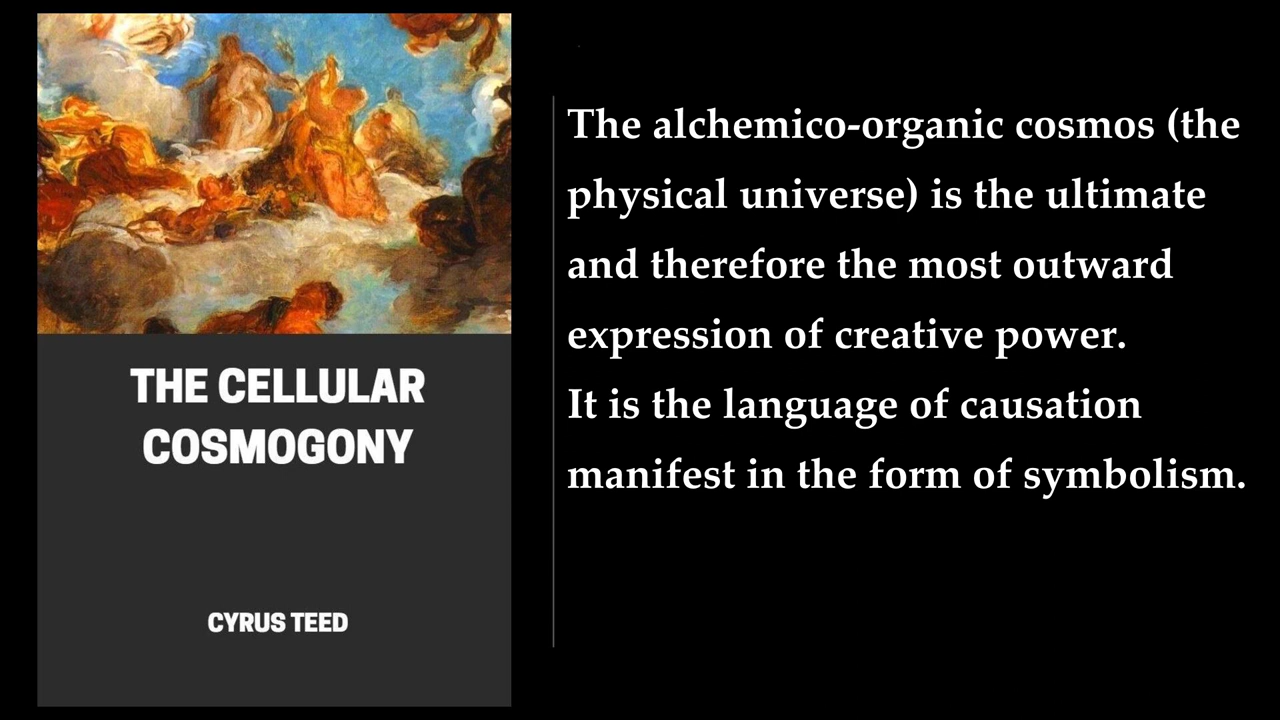 THE CELLULAR
COSMOGONY
CYRUS TEED
The alchemico-organic cosmos (the
physical universe) is the ultimate
and therefore the most outward
expression of creative power.
It is the language of causation
manifest in the form of symbolism.